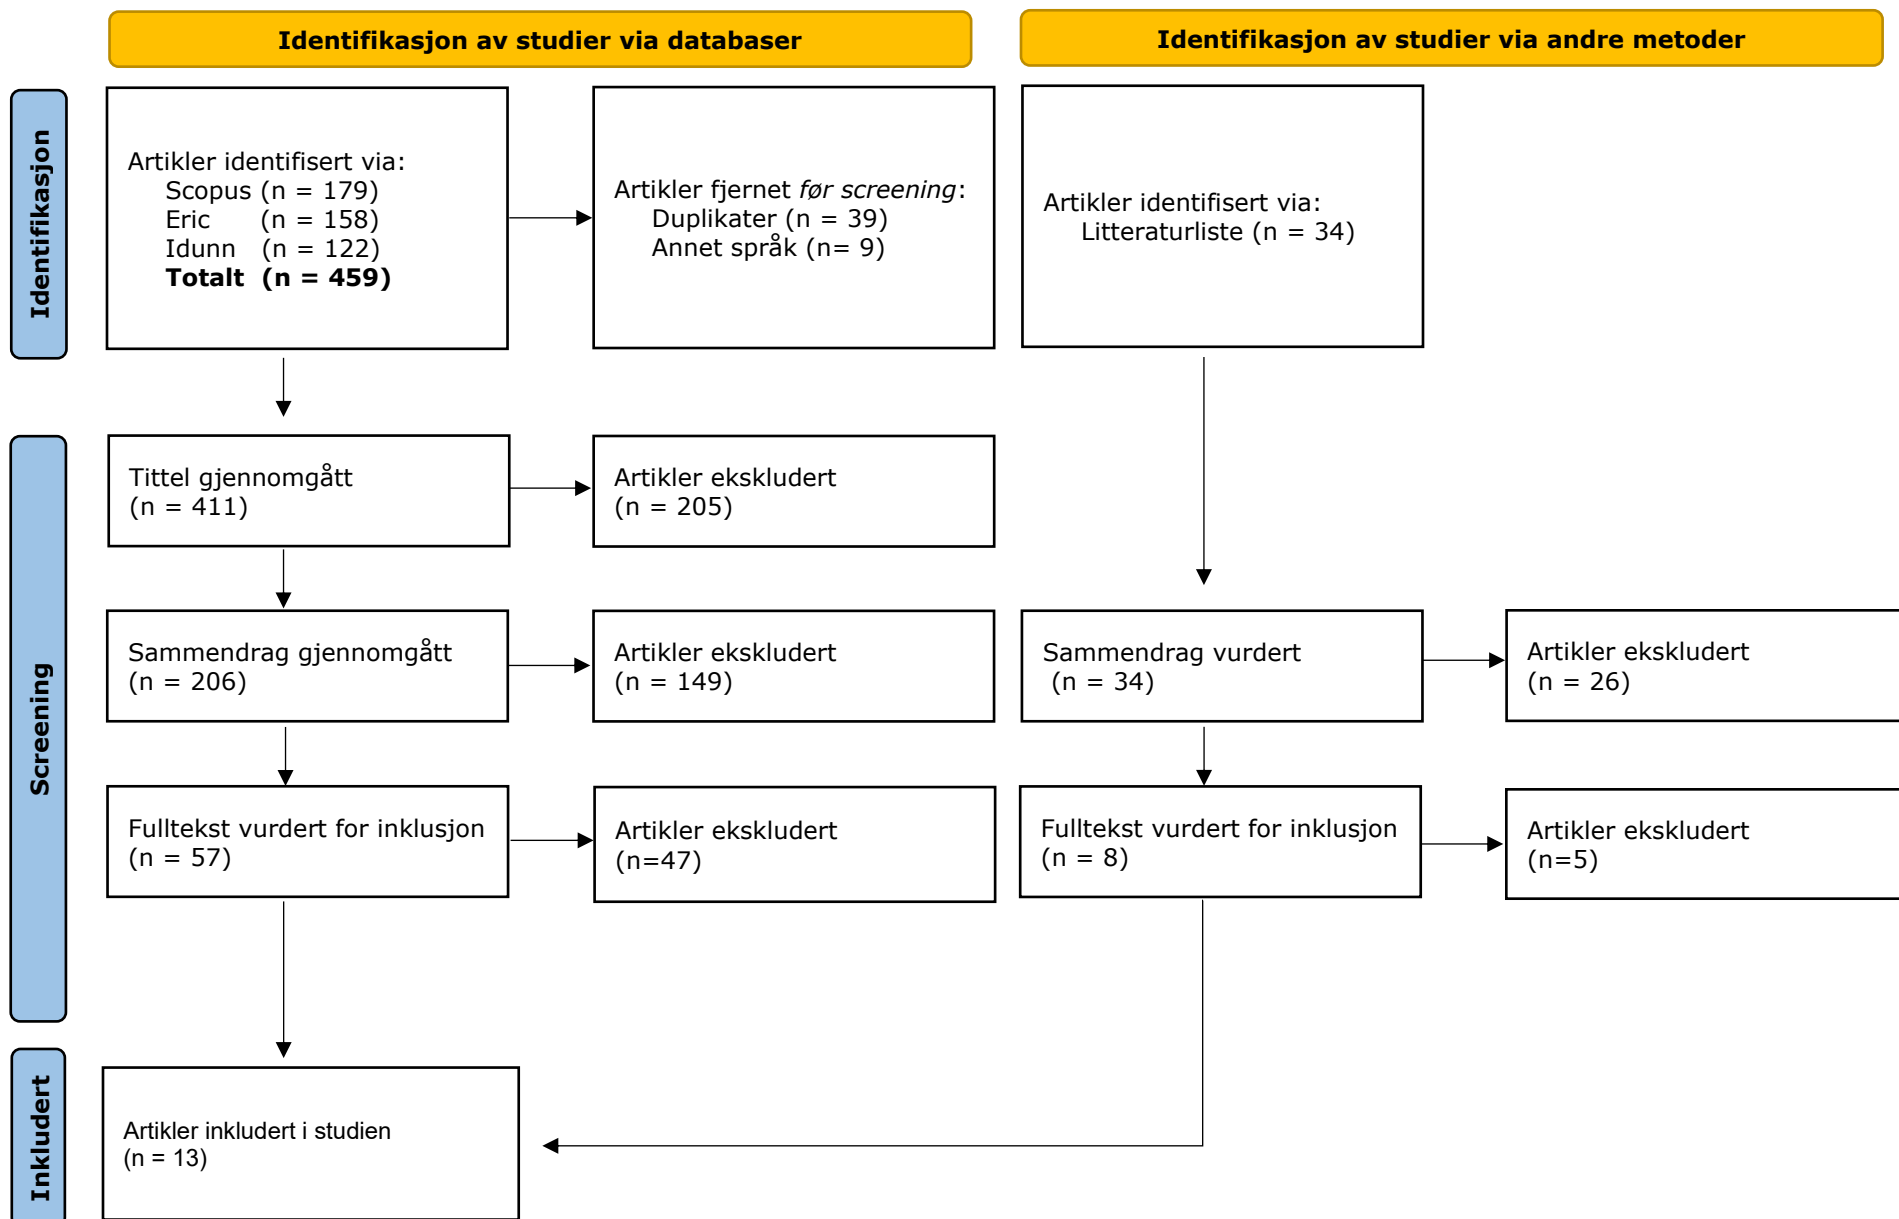 Identifikasjon av studier via databaser
Identifikasjon av studier via andre metoder
Identifikasjon
Artikler identifisert via:
Scopus (n = 179)
Eric (n = 158)
Idunn (n = 122)
Totalt (n = 459)
Artikler fjernet før screening:
Duplikater (n = 39)
Annet språk (n= 9)
Artikler identifisert via:
Litteraturliste (n = 34)
Screening
Tittel gjennomgått
(n = 411)
Artikler ekskludert
(n = 205)
Sammendrag gjennomgått
(n = 206)
Artikler ekskludert
(n = 149)
Sammendrag vurdert
(n = 34)
Artikler ekskludert
(n = 26)
Fulltekst vurdert for inklusjon
(n = 57)
Artikler ekskludert
(n=47)
Fulltekst vurdert for inklusjon
(n = 8)
Artikler ekskludert
(n=5)
Inkludert
Artikler inkludert i studien
(n = 13)